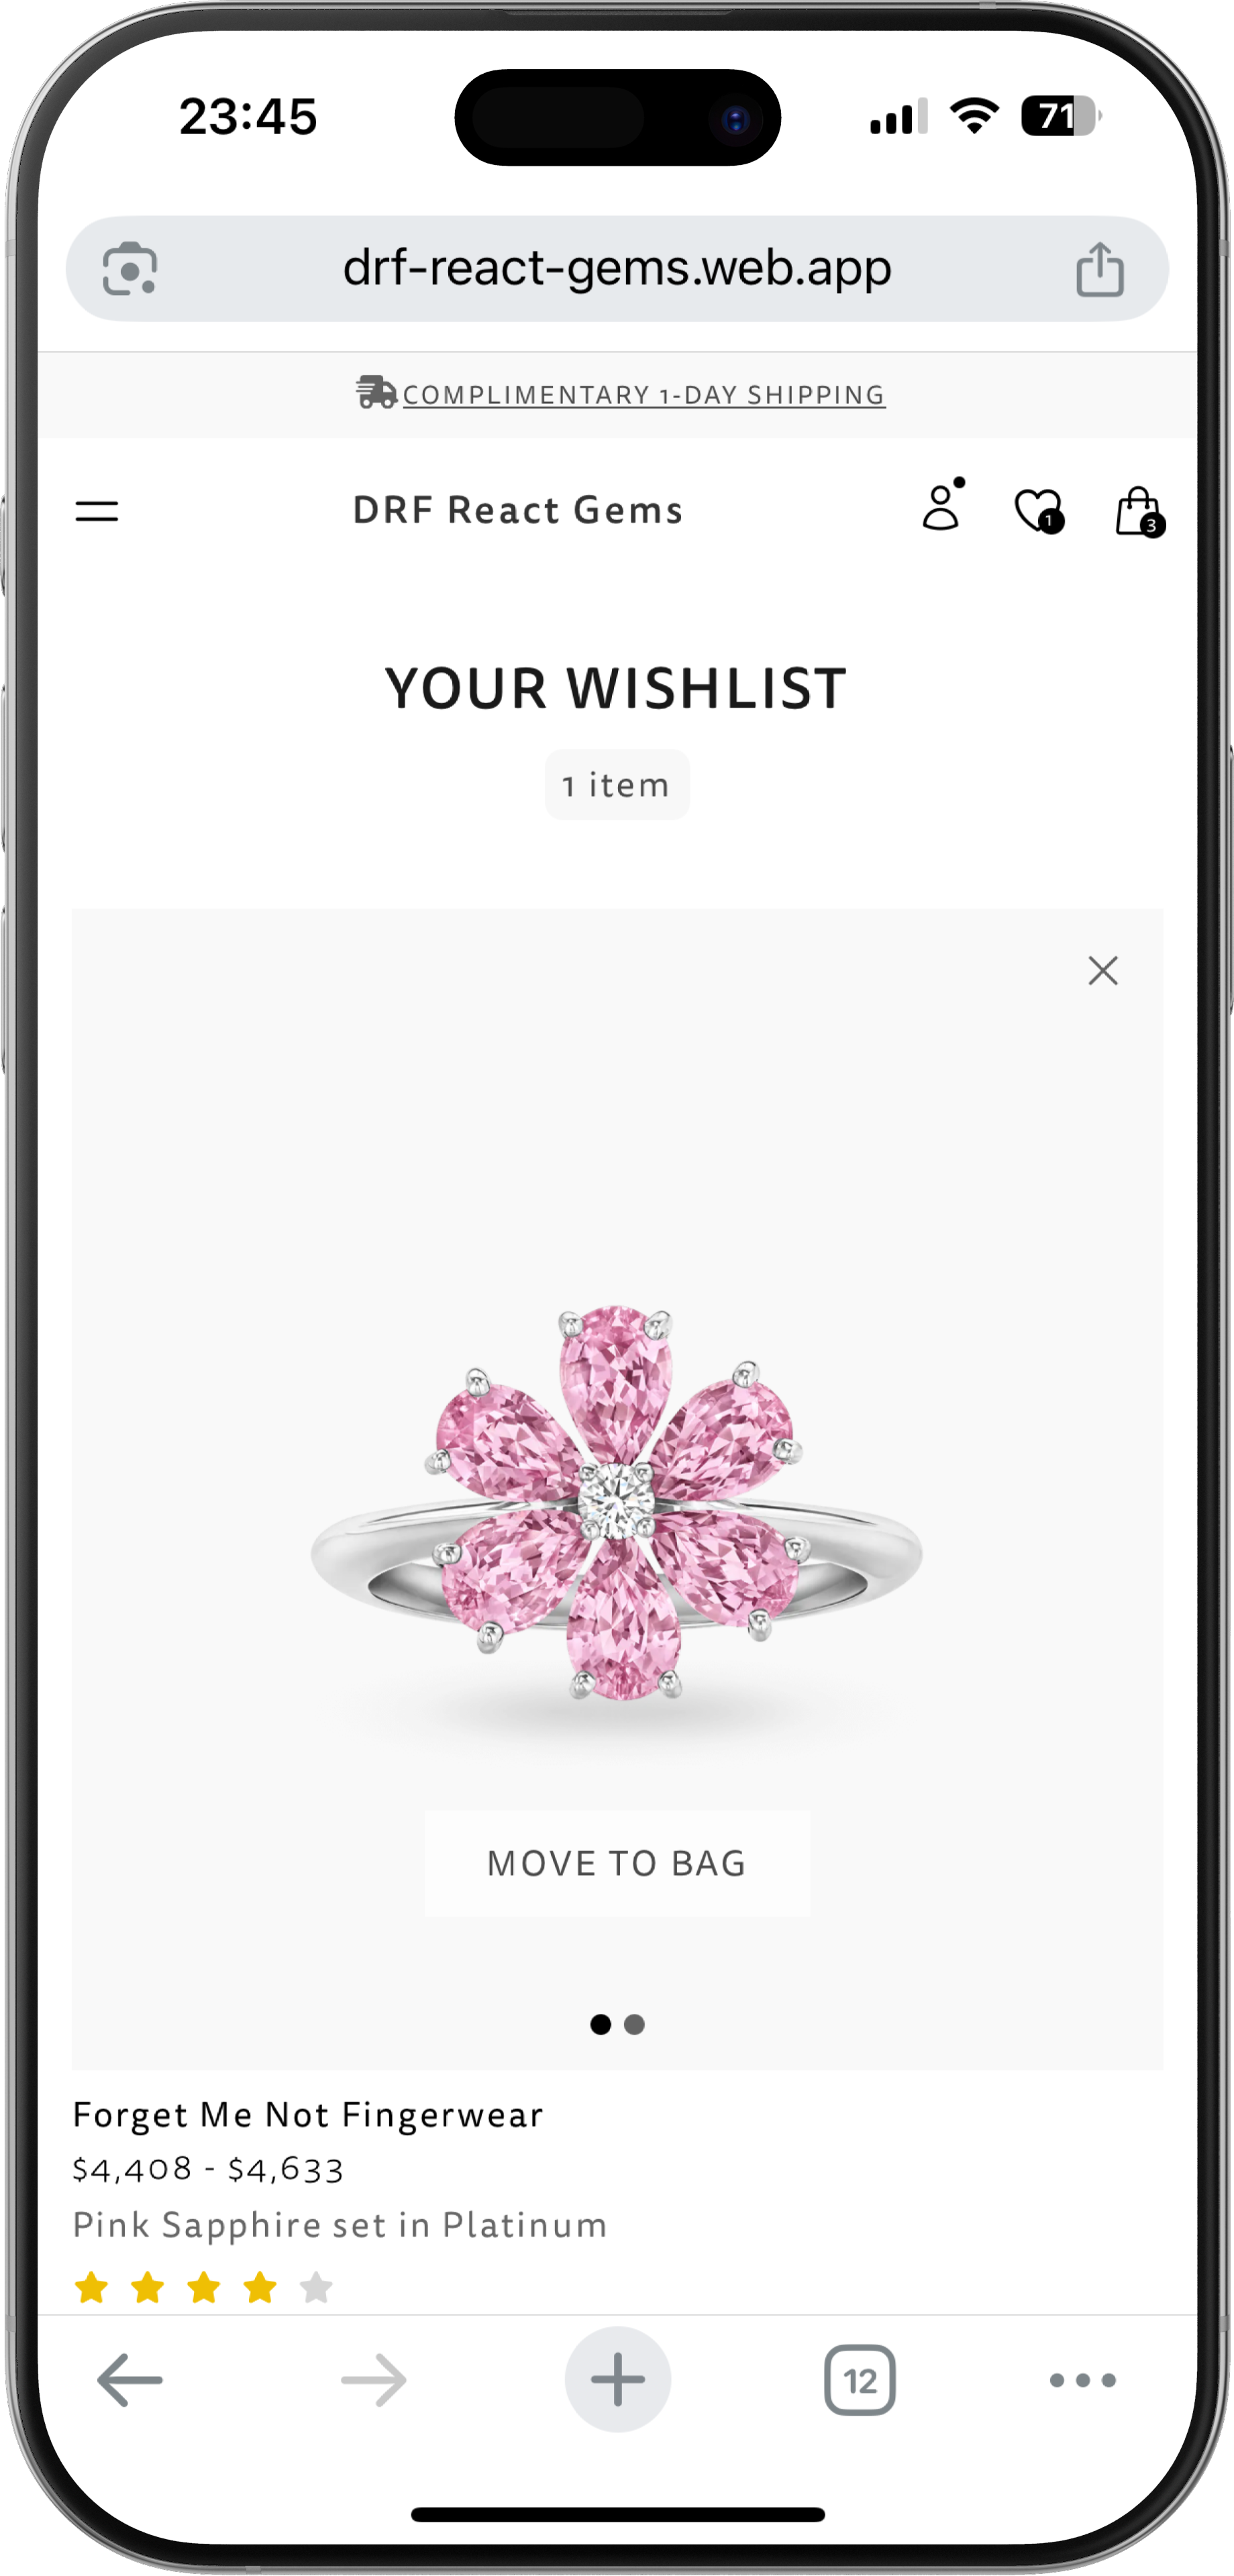 23:45
71
drf-react-gems.web.app
COMPLIMENTARY 1-DAY SHIPPING
DRF React Gems
1
3
YOUR WISHLIST
1 item
MOVE TO BAG
Forget Me Not Fingerwear
$4,408 - $4,633
Pink Sapphire set in Platinum
12